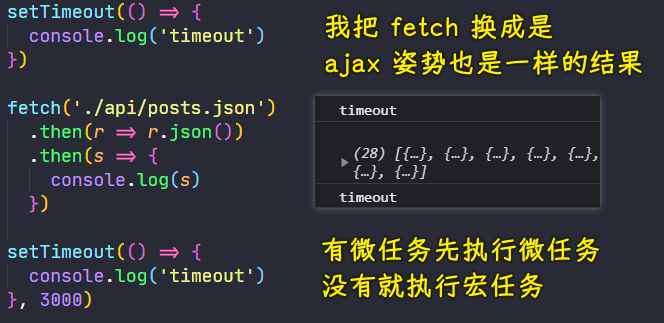 setTimeout(() => {
console.log('timeout')
})
我把 fetch 换成是
ajax 姿势也是一样的结果
fetch('./api/posts.json')
.then(r => r.json())
.then(s => {
console.log(s)
})
timeout
(28) [{…}, {…}, {…}, {…}, {…},
{…}, {…}]
timeout
setTimeout(() => {
console.log('timeout')
}, 3000)
有微任务先执行微任务
没有就执行宏任务